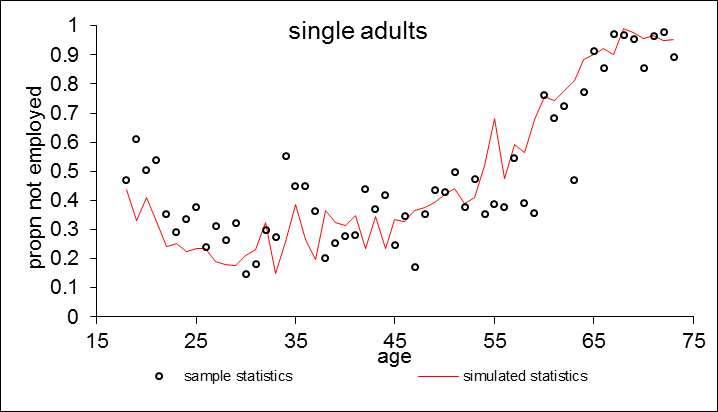 single adults
propn not employed
1
0.9
0.8
0.7
0.6
0.5
0.4
0.3
0.2
0.1
0
15 25 35 45 55 65 75
age
sample statistics simulated statistics